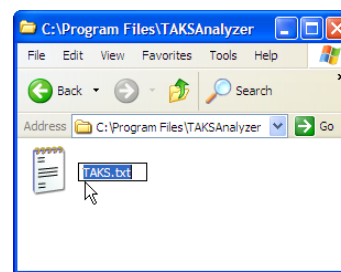 C:\Program Files\TAKSAnalyzer
File Edit View Favorites Tools Help
Back Search
Address C:\Program Files\TAKSAnalyzer Go
TAKS.txt